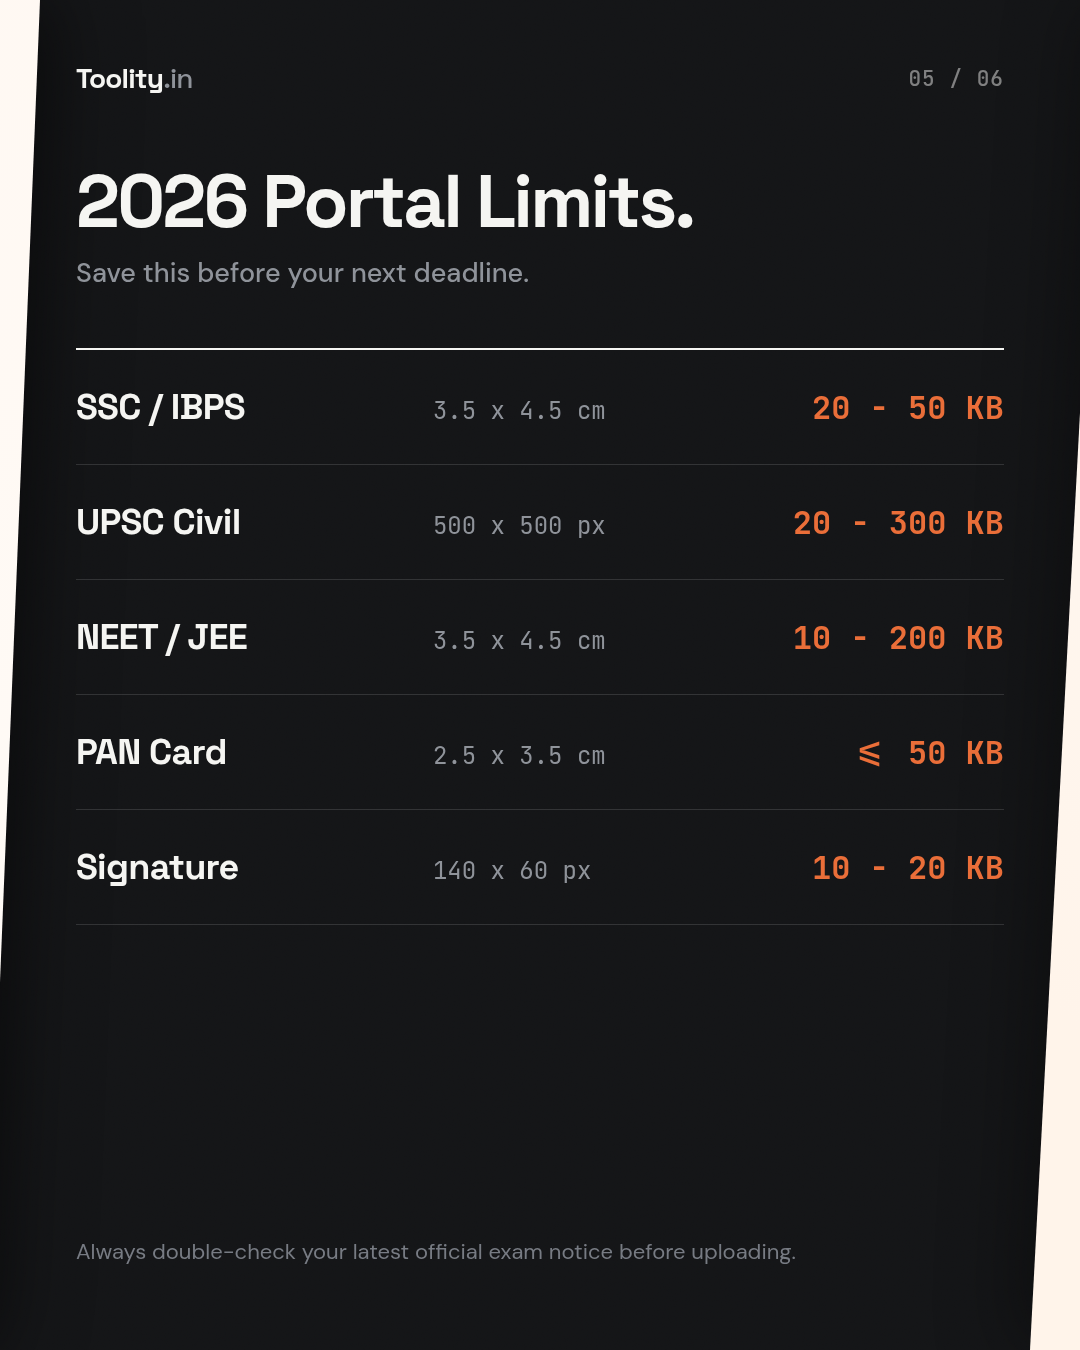 Toolity.in
05 / 06
2026 Portal Limits.
Save this before your next deadline.
SSC / IBPS 3.5 x 4.5 cm 20 - 50 KB
UPSC Civil 500 x 500 px 20 - 300 KB
NEET / JEE 3.5 x 4.5 cm 10 - 200 KB
PAN Card 2.5 x 3.5 cm ⩽ 50 KB
Signature 140 x 60 px 10 - 20 KB
Always double-check your latest official exam notice before uploading.